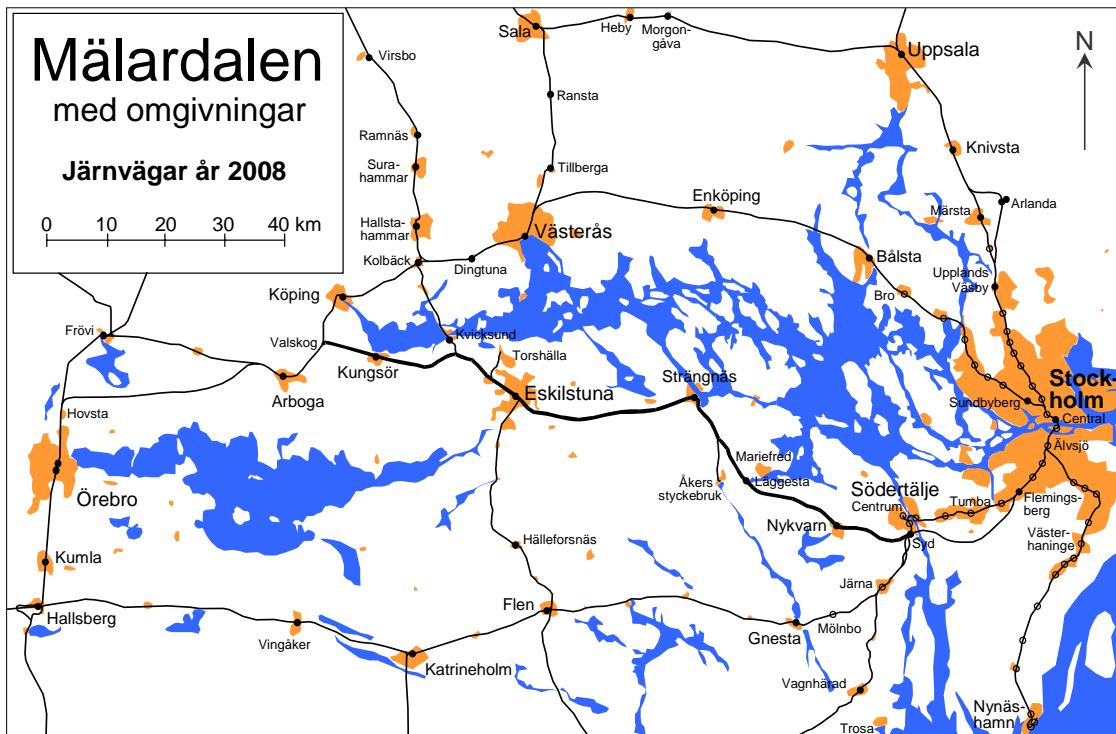 Mälardalen
med omgivningar
Järnvägar år 2008
0 10 20 30 40 km
N
Sala
Heby
Morgon-
gåva
Uppsala
Virsbo
Ransta
Ramnäs
Sura-
hammar
Tillberga
Knivsta
Hallsta-
hammar
Västerås
Enköping
Märsta
Arlanda
Kolbäck
Dingtuna
Bålsta
Upplands
Väsby
Köping
Bro
Frövi
Valskog
Kvicksund
Torshälla
Kungsör
Arboga
Eskilstuna
Strängnäs
Stock-
holm
Sundbyberg
Central
Hovsta
Älvsjö
Mariefred
Läggesta
Åkers
styckebruk
Örebro
Södertälje
Centrum
Tumba
Flemings-
berg
Nykvarn
Syd
Väster-
haninge
Hälleforsnäs
Kumla
Järna
Hallsberg
Flen
Gnesta
Mölnbo
Vingåker
Katrineholm
Vagnhärad
Trosa
Nynäs-
hamn